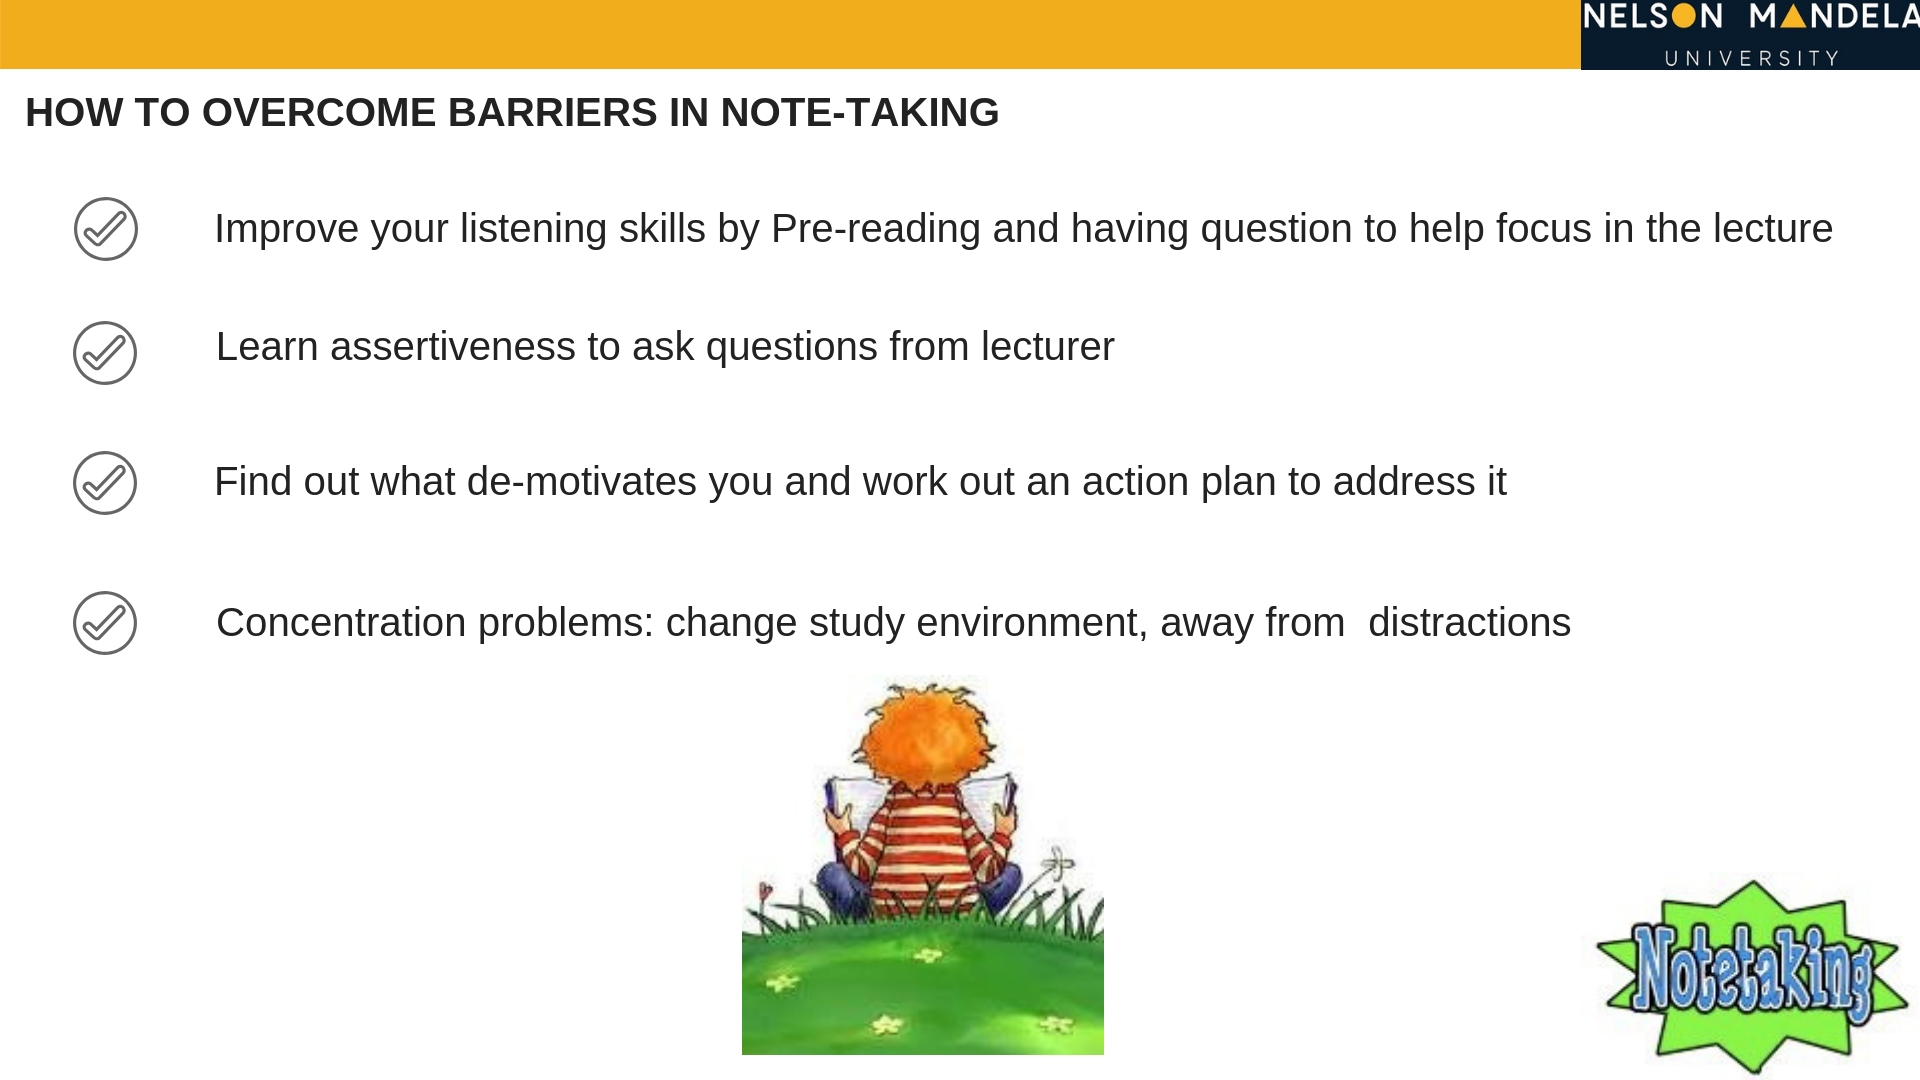 NELSON MANDELA
UNIVERSITY
HOW TO OVERCOME BARRIERS IN NOTE-TAKING
Improve your listening skills by Pre-reading and having question to help focus in the lecture
Learn assertiveness to ask questions from lecturer
Find out what de-motivates you and work out an action plan to address it
Concentration problems: change study environment, away from  distractions
Notetaking